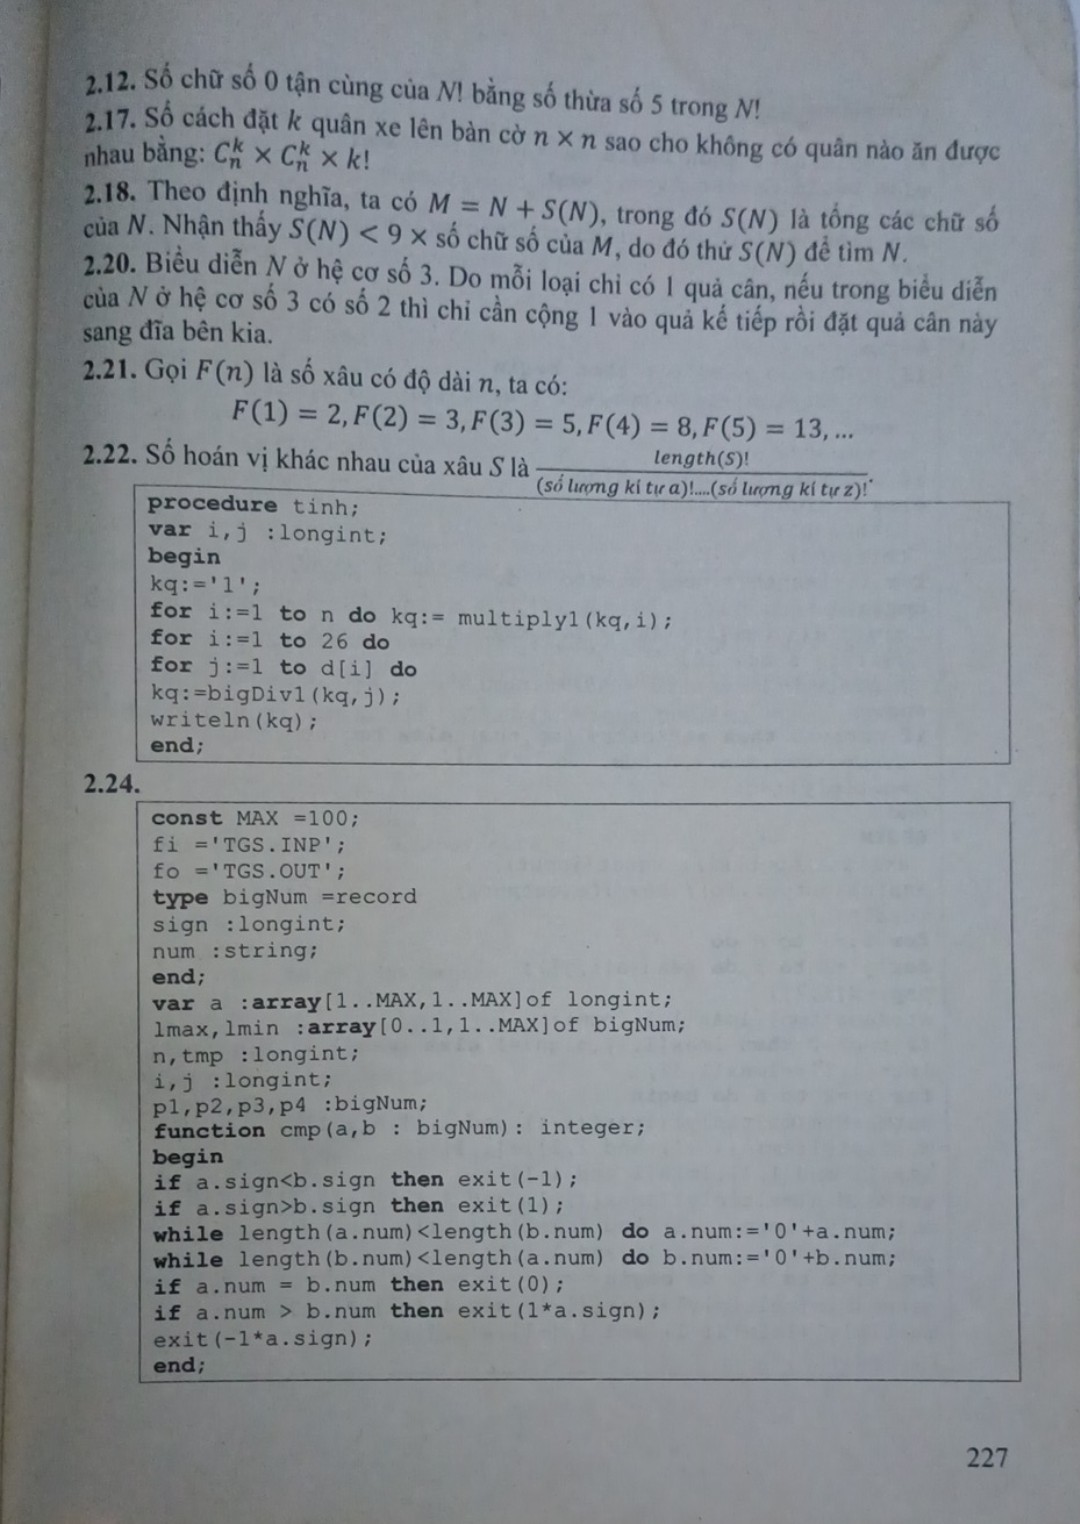 2.12. Số chữ số 0 tận cùng của N! bằng số thừa số 5 trong N!
2.17. Số cách đặt k quân xe lên bàn cờ n × n sao cho không có quân nào ăn được
nhau bằng: C_n^k × C_n^k × k!
2.18. Theo định nghĩa, ta có M = N + S(N), trong đó S(N) là tổng các chữ số
của N. Nhận thấy S(N) < 9 × số chữ số của M, do đó thử S(N) để tìm N.
2.20. Biểu diễn N ở hệ cơ số 3. Do mỗi loại chỉ có 1 quả cân, nếu trong biểu diễn
của N ở hệ cơ số 3 có số 2 thì chỉ cần cộng 1 vào quả kế tiếp rồi đặt quả cân này
sang đĩa bên kia.
2.21. Gọi F(n) là số xâu có độ dài n, ta có:
F(1) = 2, F(2) = 3, F(3) = 5, F(4) = 8, F(5) = 13, ...
2.22. Số hoán vị khác nhau của xâu S là length(S)! / (số lượng kí tự a)!....(số lượng kí tự z)!.
procedure tinh;
var i,j :longint;
begin
kq:='1';
for i:=1 to n do kq:= multiply1(kq,i);
for i:=1 to 26 do
for j:=1 to d[i] do
kq:=bigDiv1(kq,j);
writeln(kq);
end;
2.24.
const MAX =100;
fi ='TGS.INP';
fo ='TGS.OUT';
type bigNum =record
sign :longint;
num :string;
end;
var a :array[1..MAX,1..MAX]of longint;
lmax,lmin :array[0..1,1..MAX]of bigNum;
n,tmp :longint;
i,j :longint;
p1,p2,p3,p4 :bigNum;
function cmp(a,b : bigNum): integer;
begin
if a.sign<b.sign then exit(-1);
if a.sign>b.sign then exit(1);
while length(a.num)<length(b.num) do a.num:='0'+a.num;
while length(b.num)<length(a.num) do b.num:='0'+b.num;
if a.num = b.num then exit(0);
if a.num > b.num then exit(1*a.sign);
exit(-1*a.sign);
end;
227